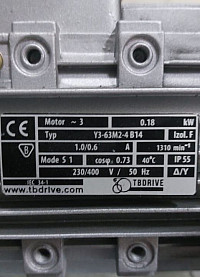 Motor ~ 3 0.18 kW
Typ Y3-63M2-4 B14 Izol. F
1.0/0.6 A 1310 min⁻¹
Mode S 1 cosφ. 0.73 40°C IP 55
230/400 V/ 50 Hz Δ/Y
IEC 34-1
www.tbdrive.com TBDRIVE